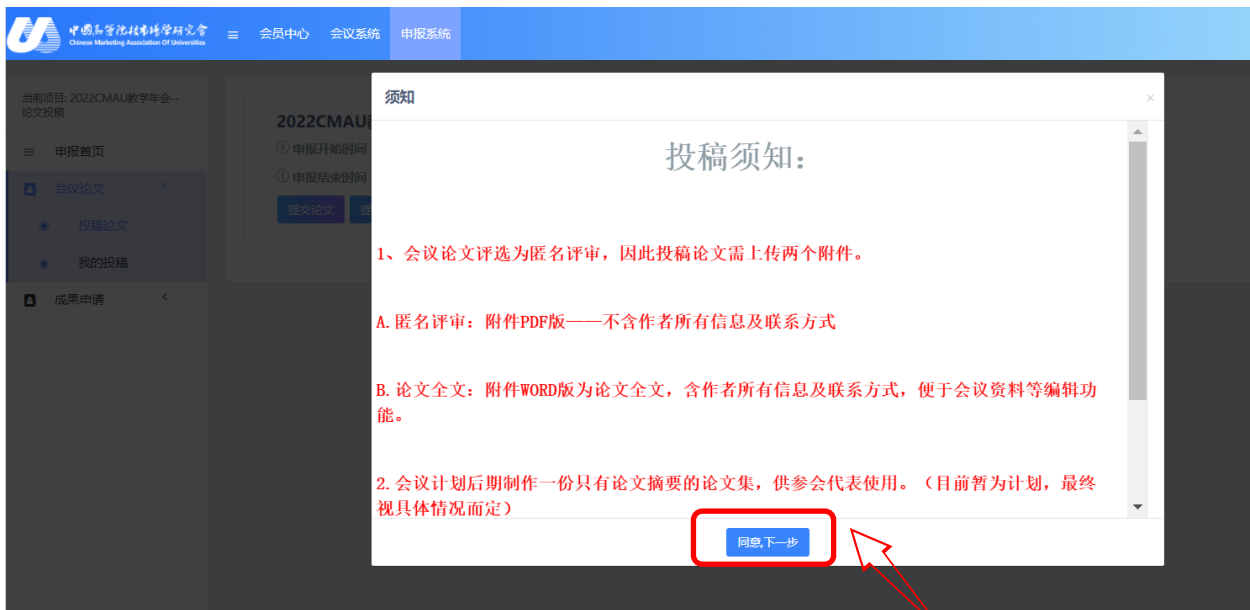 中国高等院校市场学研究会
Chinese Marketing Association Of Universities
会员中心 会议系统 申报系统
当前项目: 2022CMAU教学年会--
论文投稿
申报首页
会议论文
投稿论文
我的投稿
成果申请
2022CMAU
申报开始时间
申报结束时间
提交论文
须知
投稿须知：
1、会议论文评选为匿名评审，因此投稿论文需上传两个附件。
A.匿名评审：附件PDF版——不含作者所有信息及联系方式
B.论文全文：附件WORD版为论文全文，含作者所有信息及联系方式，便于会议资料等编辑功
能。
2.会议计划后期制作一份只有论文摘要的论文集，供参会代表使用。（目前暂为计划，最终
视具体情况而定）
同意,下一步